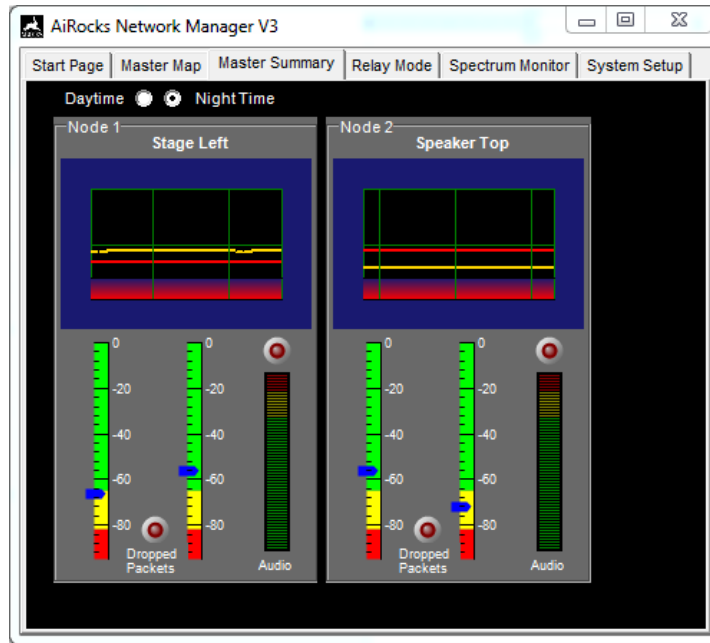 AiRocks Network Manager V3
Start Page Master Map Master Summary Relay Mode Spectrum Monitor System Setup
Daytime Night Time
Node 1
Stage Left
0 0
-20 -20
-40 -40
-60 -60
-80 -80
Dropped
Packets
Audio
Node 2
Speaker Top
0 0
-20 -20
-40 -40
-60 -60
-80 -80
Dropped
Packets
Audio